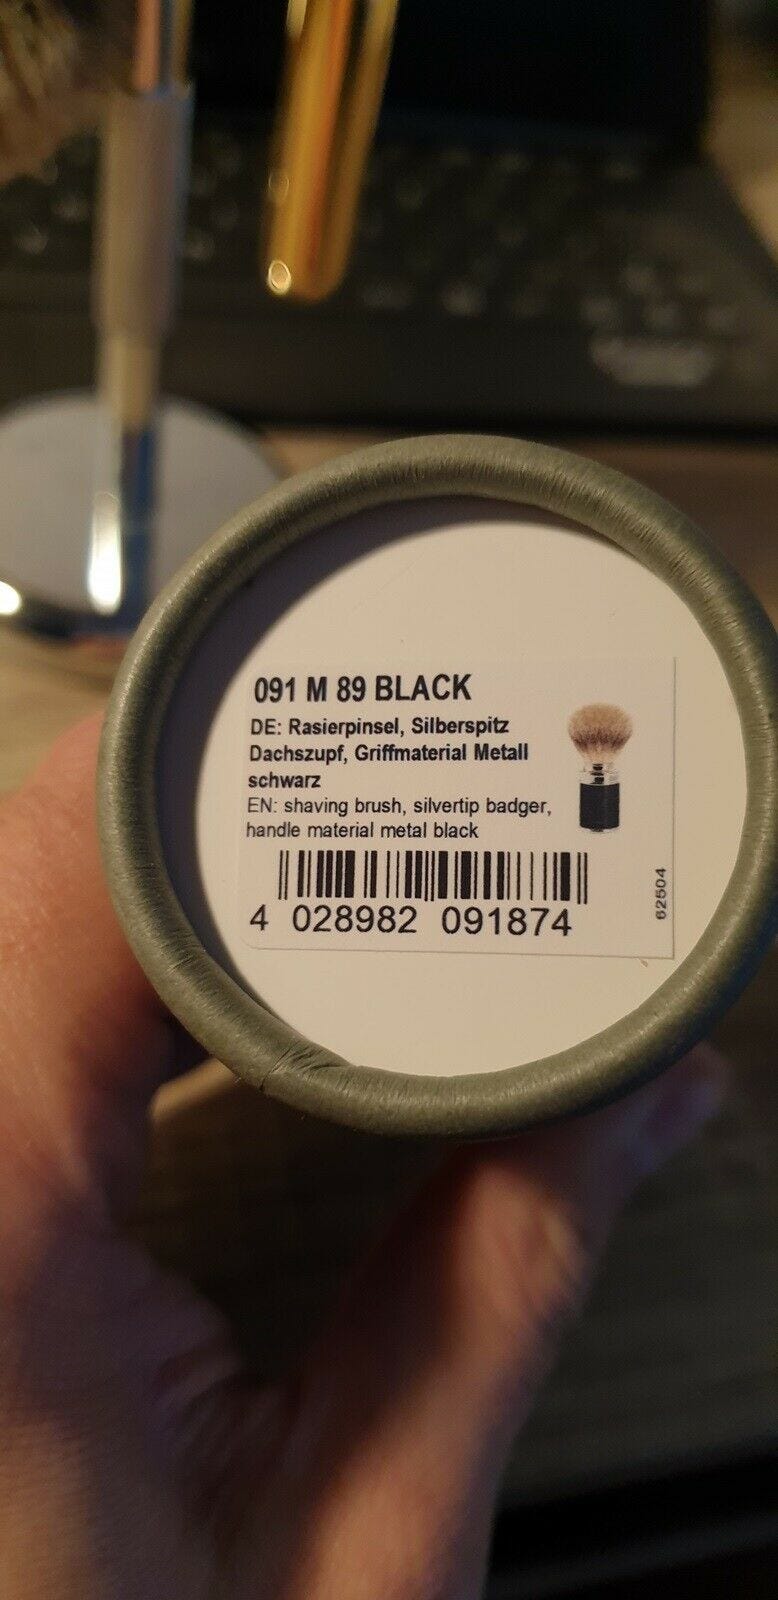 091 M 89 BLACK
DE: Rasierpinsel, Silberspitz
Dachszupf, Griffmaterial Metall
schwarz
EN: shaving brush, silvertip badger,
handle material metal black
4 028982 091874
62504